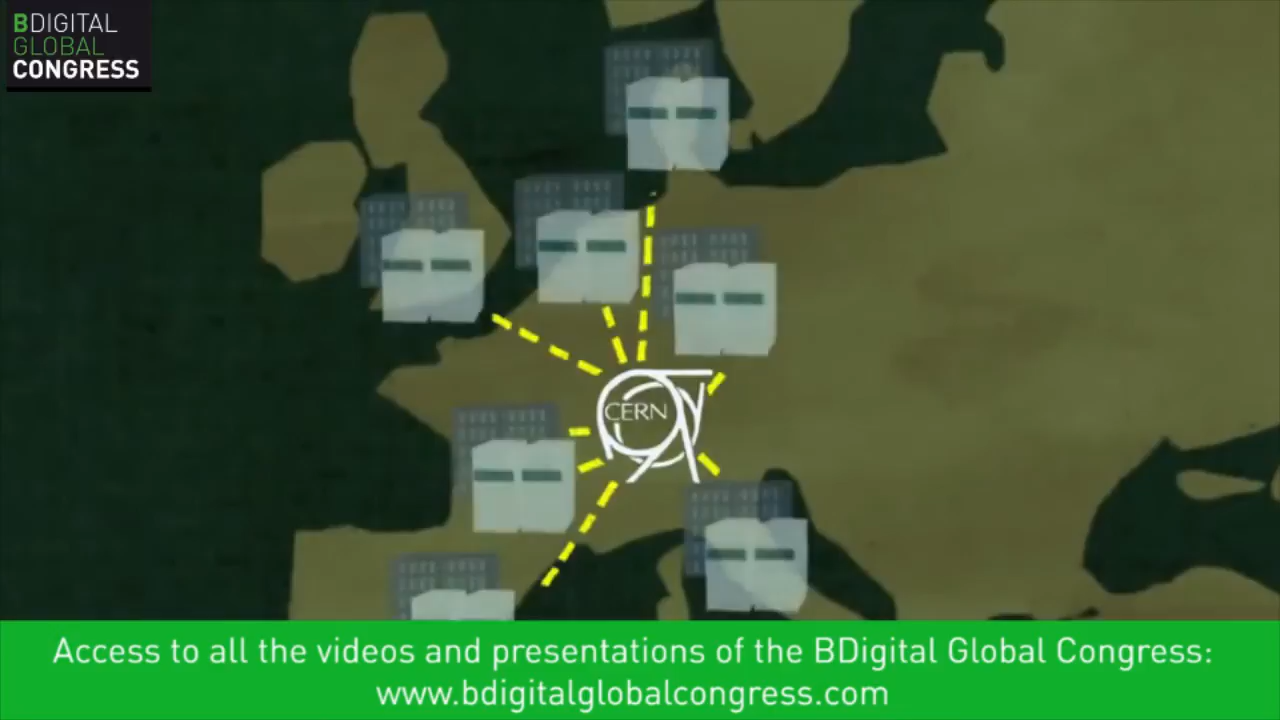 BDIGITAL
GLOBAL
CONGRESS
CERN
Access to all the videos and presentations of the BDigital Global Congress:
www.bdigitalglobalcongress.com